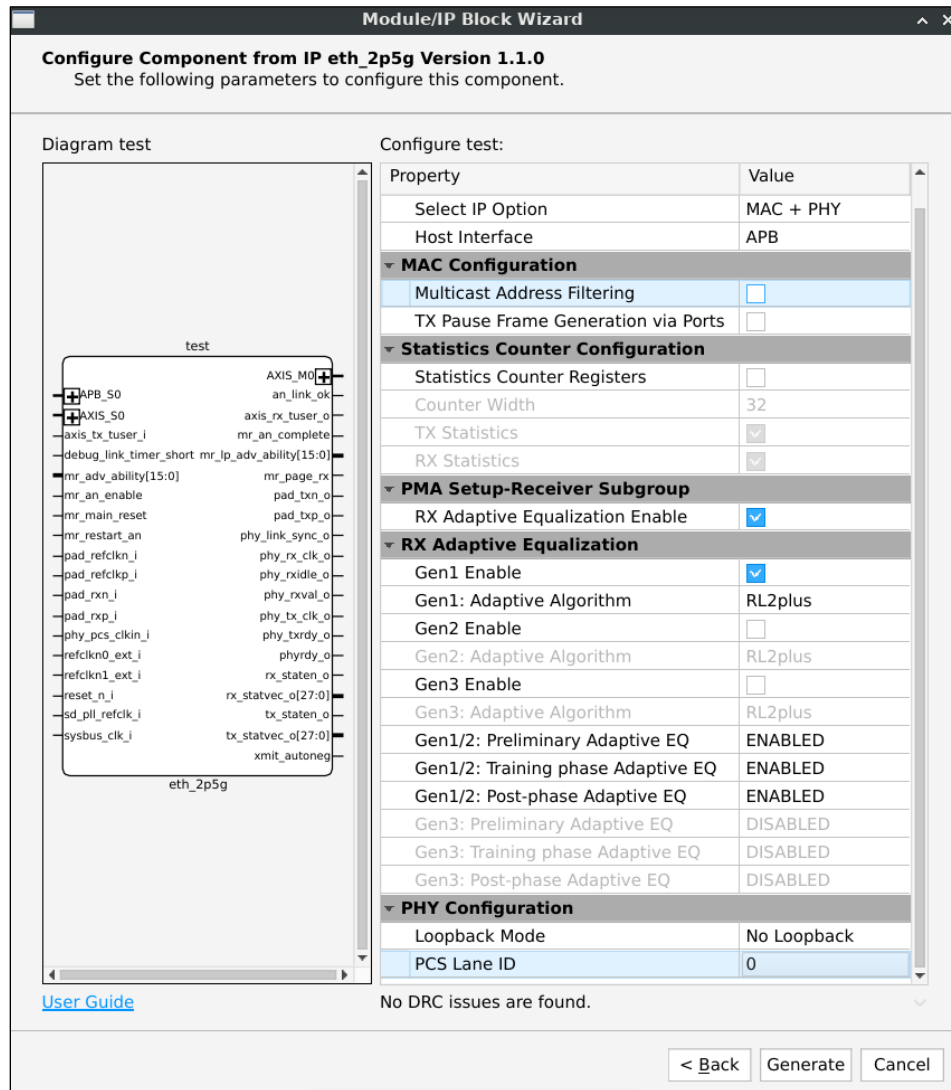 Module/IP Block Wizard
Configure Component from IP eth_2p5g Version 1.1.0
Set the following parameters to configure this component.
Diagram test
Configure test:
test
AXIS_M0
APB_S0
an_link_ok
AXIS_S0
axis_rx_tuser_o
axis_tx_tuser_i
mr_an_complete
debug_link_timer_short
mr_lp_adv_ability[15:0]
mr_adv_ability[15:0]
mr_page_rx
mr_an_enable
pad_txn_o
mr_main_reset
pad_txp_o
mr_restart_an
phy_link_sync_o
pad_refclkn_i
phy_rx_clk_o
pad_refclkp_i
phy_rxidle_o
pad_rxn_i
phy_rxval_o
pad_rxp_i
phy_tx_clk_o
phy_pcs_clkin_i
phy_txrdy_o
refclkn0_ext_i
phyrdy_o
refclkn1_ext_i
rx_staten_o
reset_n_i
rx_statvec_o[27:0]
sd_pll_refclk_i
tx_staten_o
sysbus_clk_i
tx_statvec_o[27:0]
xmit_autoneg
eth_2p5g
Property Value
Select IP Option MAC + PHY
Host Interface APB
MAC Configuration
Multicast Address Filtering
TX Pause Frame Generation via Ports
Statistics Counter Configuration
Statistics Counter Registers
Counter Width 32
TX Statistics
RX Statistics
PMA Setup-Receiver Subgroup
RX Adaptive Equalization Enable
RX Adaptive Equalization
Gen1 Enable
Gen1: Adaptive Algorithm RL2plus
Gen2 Enable
Gen2: Adaptive Algorithm RL2plus
Gen3 Enable
Gen3: Adaptive Algorithm RL2plus
Gen1/2: Preliminary Adaptive EQ ENABLED
Gen1/2: Training phase Adaptive EQ ENABLED
Gen1/2: Post-phase Adaptive EQ ENABLED
Gen3: Preliminary Adaptive EQ DISABLED
Gen3: Training phase Adaptive EQ DISABLED
Gen3: Post-phase Adaptive EQ DISABLED
PHY Configuration
Loopback Mode No Loopback
PCS Lane ID 0
User Guide
No DRC issues are found.
< Back
Generate
Cancel